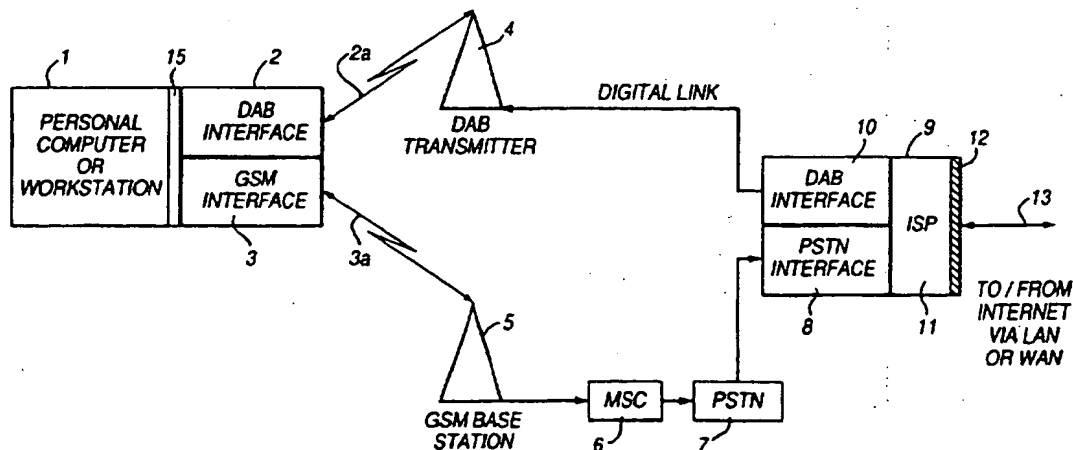 1
15
2
2a
4
PERSONAL
COMPUTER
OR
WORKSTATION
DAB
INTERFACE
GSM
INTERFACE
3
3a
DAB
TRANSMITTER
DIGITAL LINK
10
9
12
DAB
INTERFACE
PSTN
INTERFACE
ISP
8
11
13
TO / FROM
INTERNET
VIA LAN
OR WAN
5
GSM BASE
STATION
MSC
6
PSTN
7